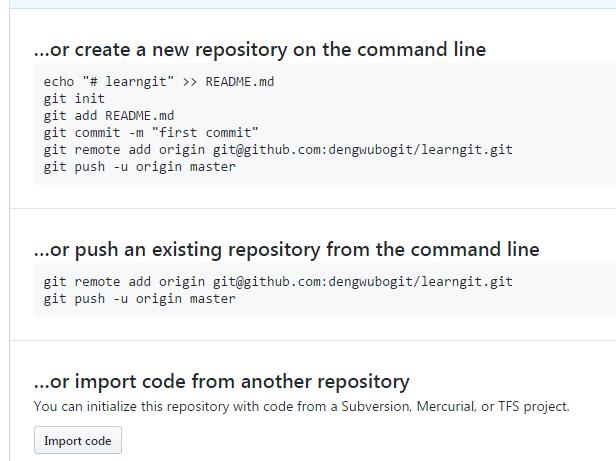 ...or create a new repository on the command line
echo "# learngit" >> README.md
git init
git add README.md
git commit -m "first commit"
git remote add origin git@github.com:dengwubogit/learngit.git
git push -u origin master
...or push an existing repository from the command line
git remote add origin git@github.com:dengwubogit/learngit.git
git push -u origin master
...or import code from another repository
You can initialize this repository with code from a Subversion, Mercurial, or TFS project.
Import code